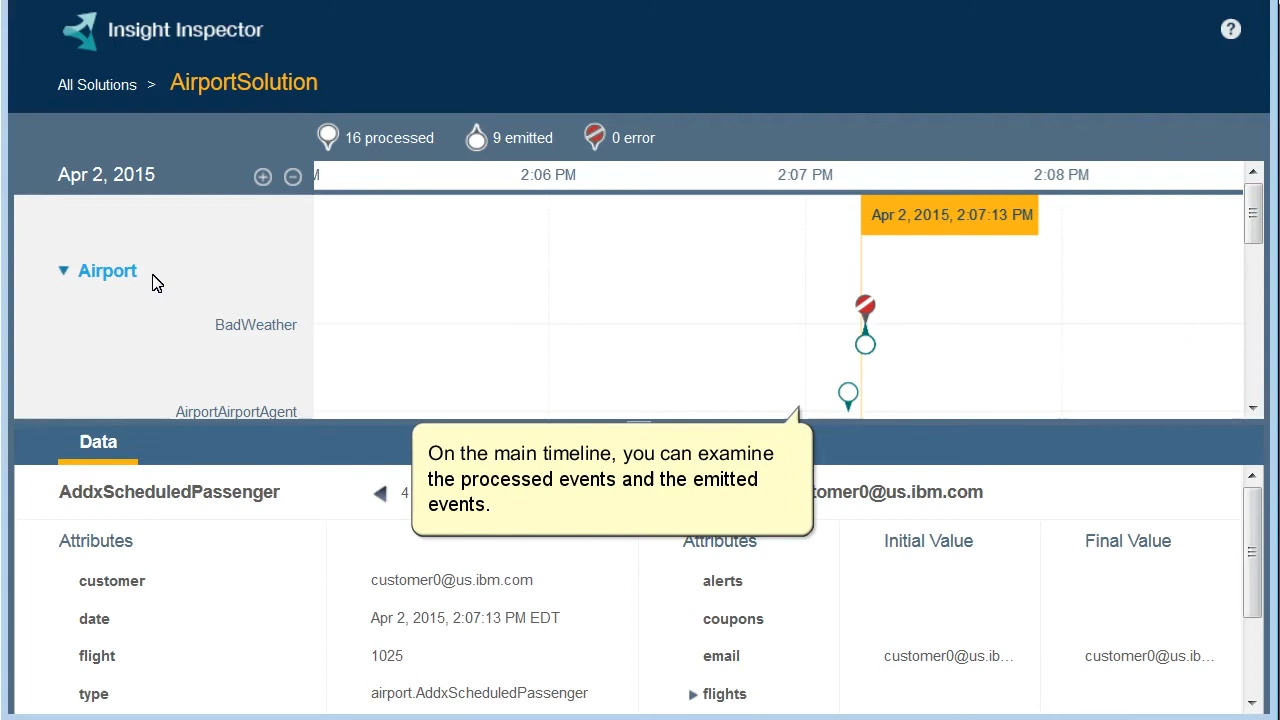 Insight Inspector
?
All Solutions > AirportSolution
16 processed 9 emitted 0 error
Apr 2, 2015 2:06 PM 2:07 PM 2:08 PM
Apr 2, 2015, 2:07:13 PM
Airport
BadWeather
AirportAirportAgent
Data
On the main timeline, you can examine
the processed events and the emitted
events.
AddxScheduledPassenger 4 tomer0@us.ibm.com
Attributes Attributes Initial Value Final Value
customer customer0@us.ibm.com alerts
date Apr 2, 2015, 2:07:13 PM EDT coupons
flight 1025 email customer0@us.ib... customer0@us.ib...
type airport.AddxScheduledPassenger flights